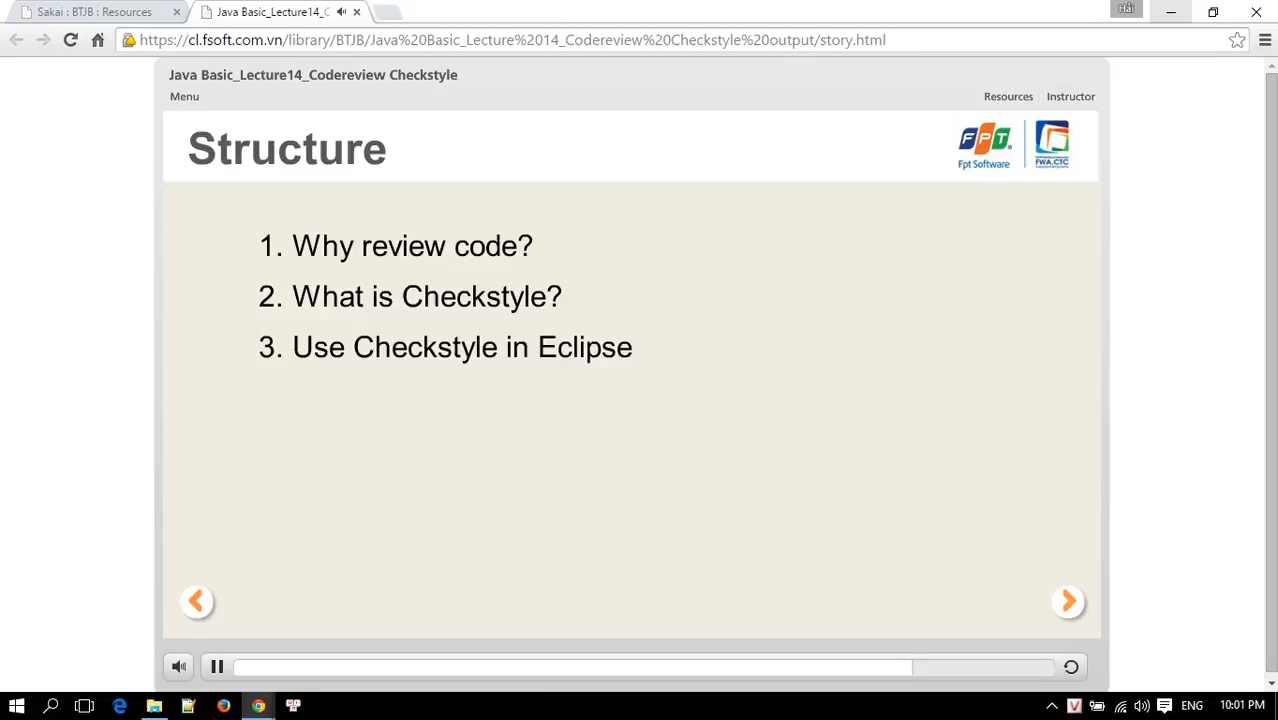 Sakai : BTJB : Resources
Java Basic_Lecture14_C
Hải
https://cl.fsoft.com.vn/library/BTJB/Java%20Basic_Lecture%2014_Codereview%20Checkstyle%20output/story.html
Java Basic_Lecture14_Codereview Checkstyle
Menu
Resources
Instructor
Structure
FPT
Fpt Software
FWA.CTC
1. Why review code?
2. What is Checkstyle?
3. Use Checkstyle in Eclipse
ENG
10:01 PM